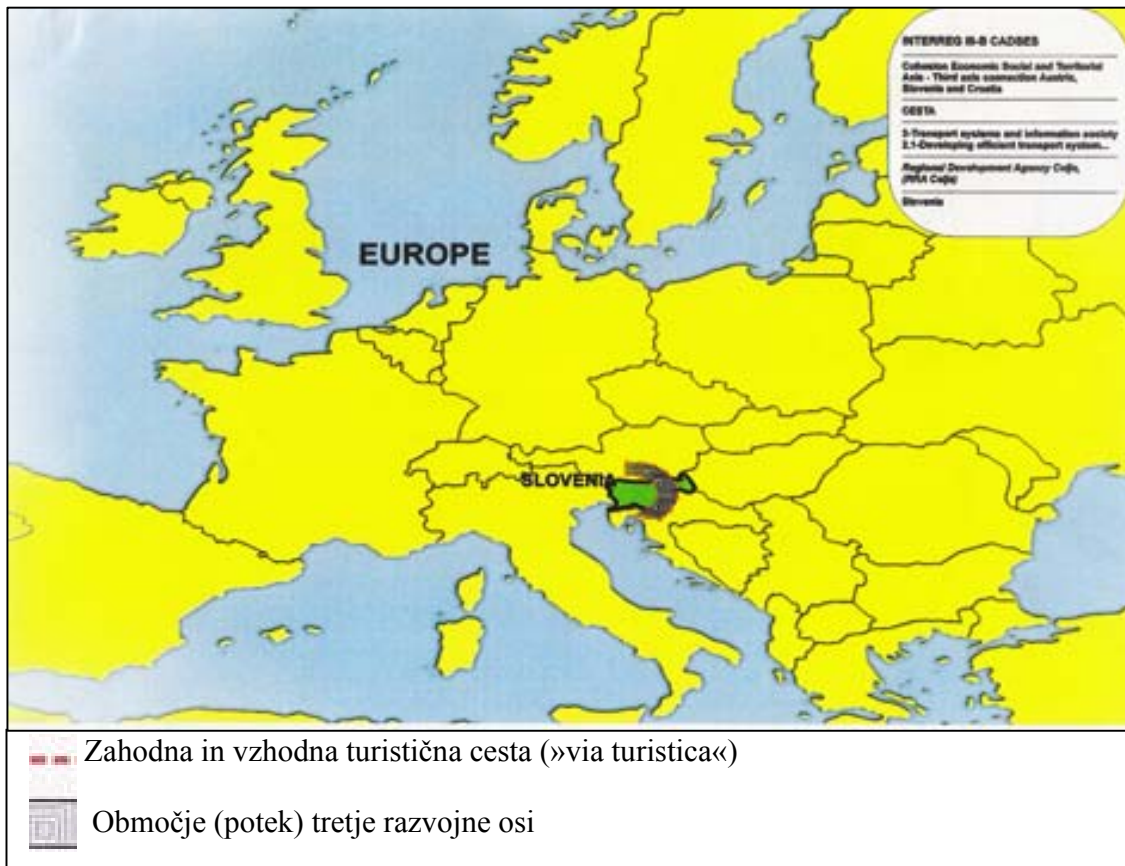 INTERREG III-B CADSES
Cohesion Economic Social and Territorial
Axis - Third axis connection Austria,
Slovenia and Croatia
CESTA
2-Transport systems and information society
2.1-Developing efficient transport system...
Regional Development Agency Celje,
(RRA Celje)
Slovenia
EUROPE
SLOVENIA
Zahodna in vzhodna turistična cesta (»via turistica«)
Območje (potek) tretje razvojne osi